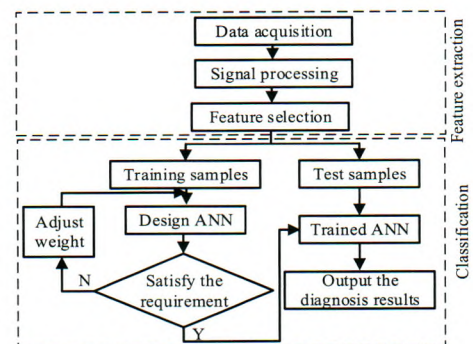 Data acquisition
Signal processing
Feature selection
Feature extraction
Training samples
Test samples
Adjust
weight
Design ANN
Trained ANN
N
Satisfy the
requirement
Output the
diagnosis results
Y
Classification